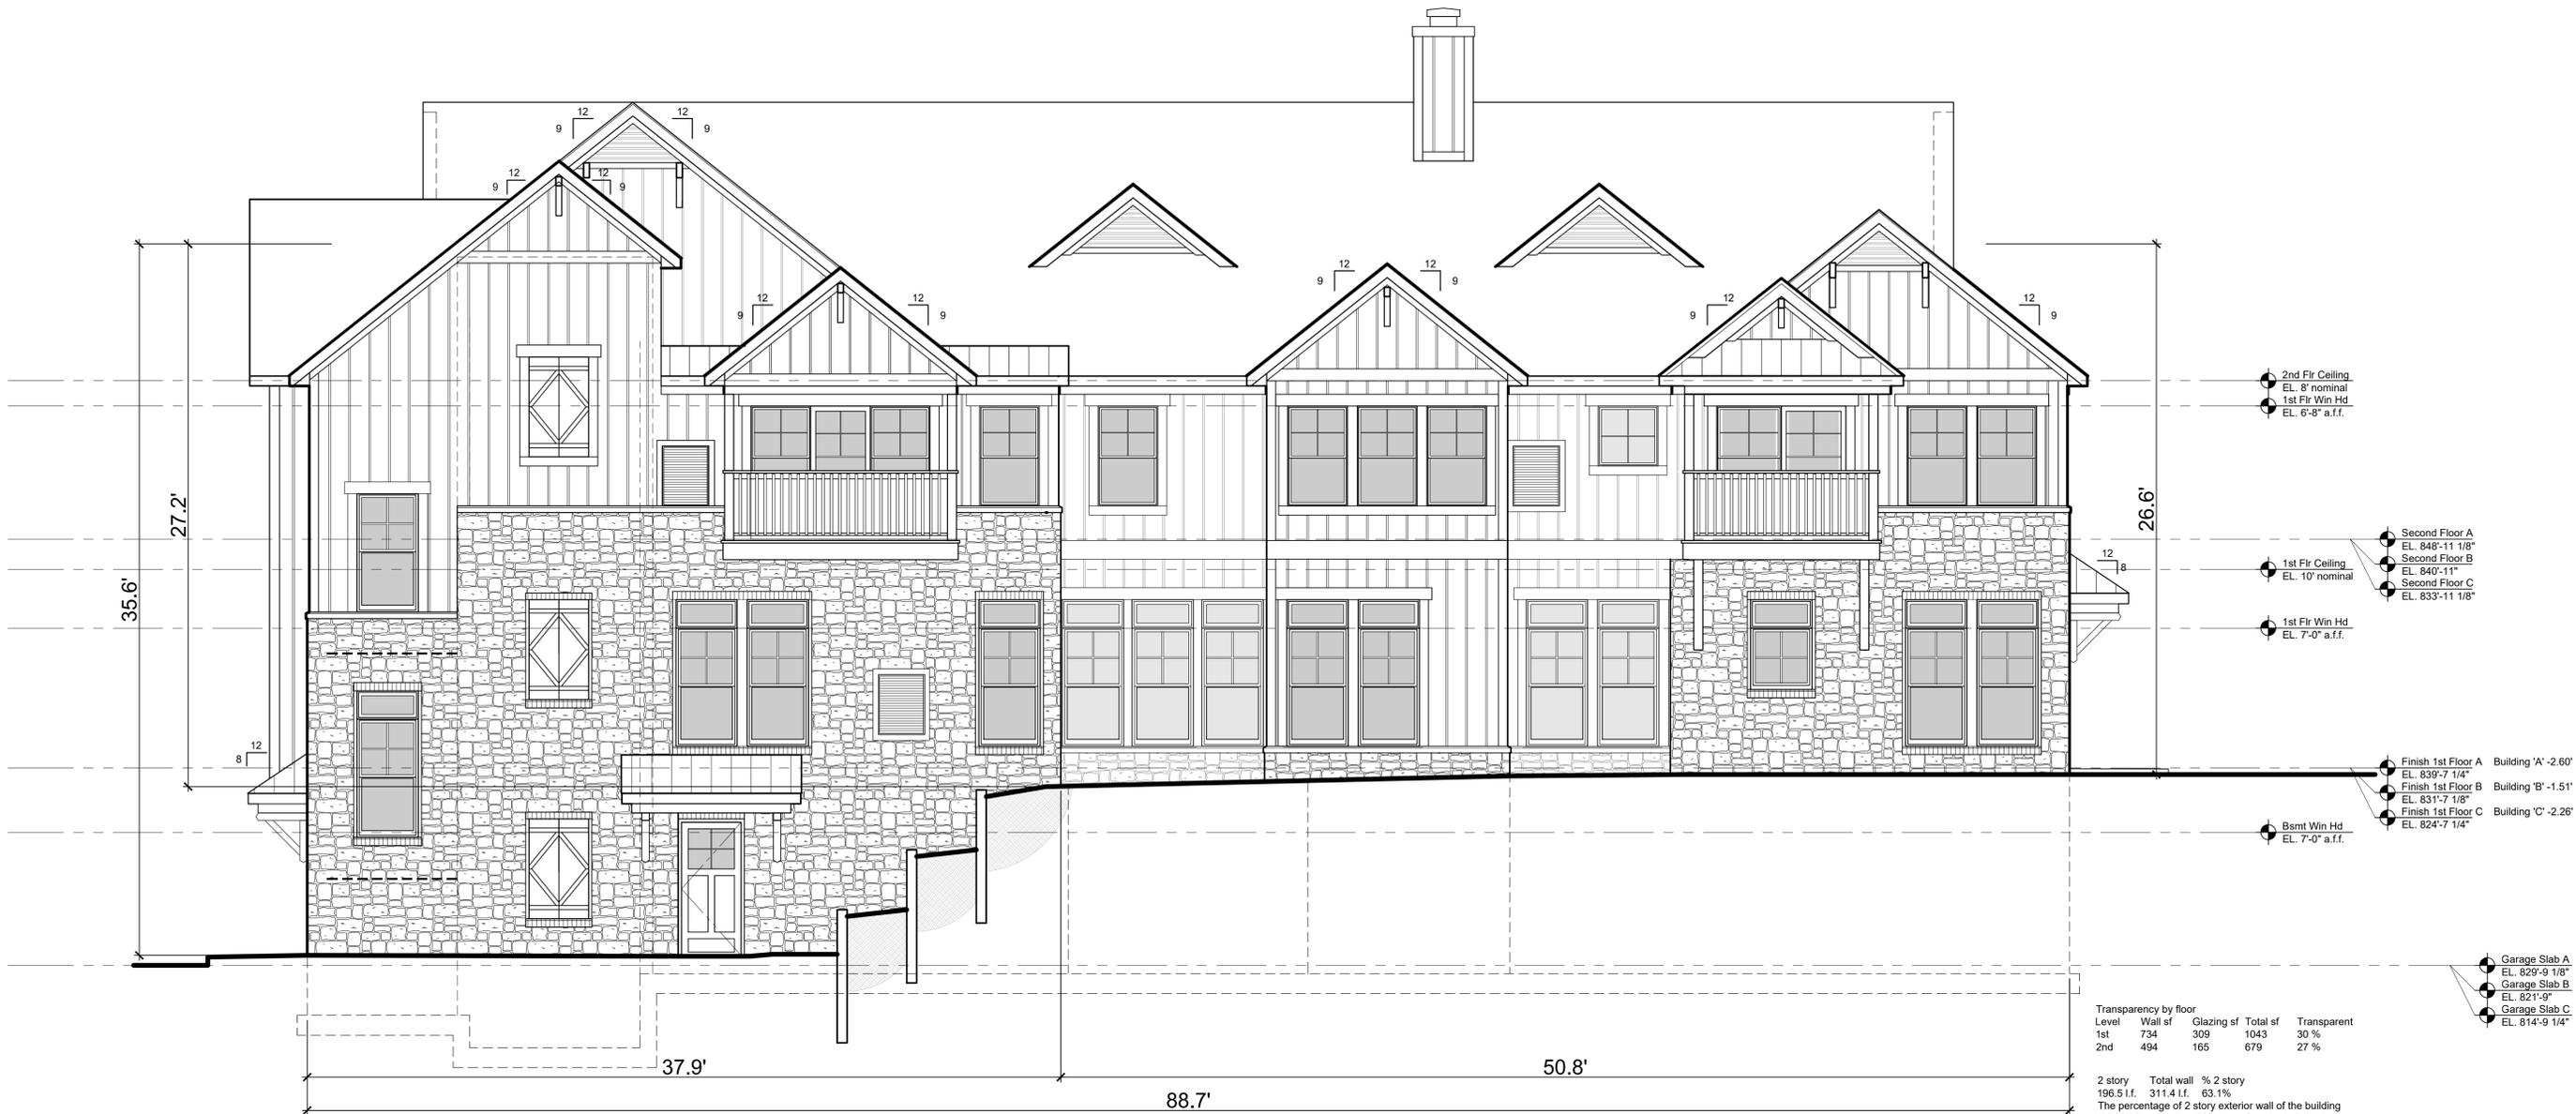 12
12
9
9
12
12
9
9
12
12
9
9
12
12
9
9
12
12
9
9
27.2'
35.6'
26.6'
2nd Flr Ceiling
EL. 8' nominal
1st Flr Win Hd
EL. 6'-8" a.f.f.
Second Floor A
EL. 848'-11 1/8"
Second Floor B
EL. 840'-11"
Second Floor C
EL. 833'-11 1/8"
1st Flr Ceiling
EL. 10' nominal
12
8
1st Flr Win Hd
EL. 7'-0" a.f.f.
12
8
Finish 1st Floor A Building 'A' -2.60'
EL. 839'-7 1/4"
Finish 1st Floor B Building 'B' -1.51'
EL. 831'-7 1/8"
Finish 1st Floor C Building 'C' -2.26'
EL. 824'-7 1/4"
Bsmt Win Hd
EL. 7'-0" a.f.f.
Garage Slab A
EL. 829'-9 1/8"
Garage Slab B
EL. 821'-9"
Garage Slab C
EL. 814'-9 1/4"
Transparency by floor
Level Wall sf Glazing sf Total sf Transparent
1st 734 309 1043 30 %
2nd 494 165 679 27 %
37.9'
50.8'
2 story Total wall % 2 story
196.5 l.f. 311.4 l.f. 63.1%
The percentage of 2 story exterior wall of the building
88.7'